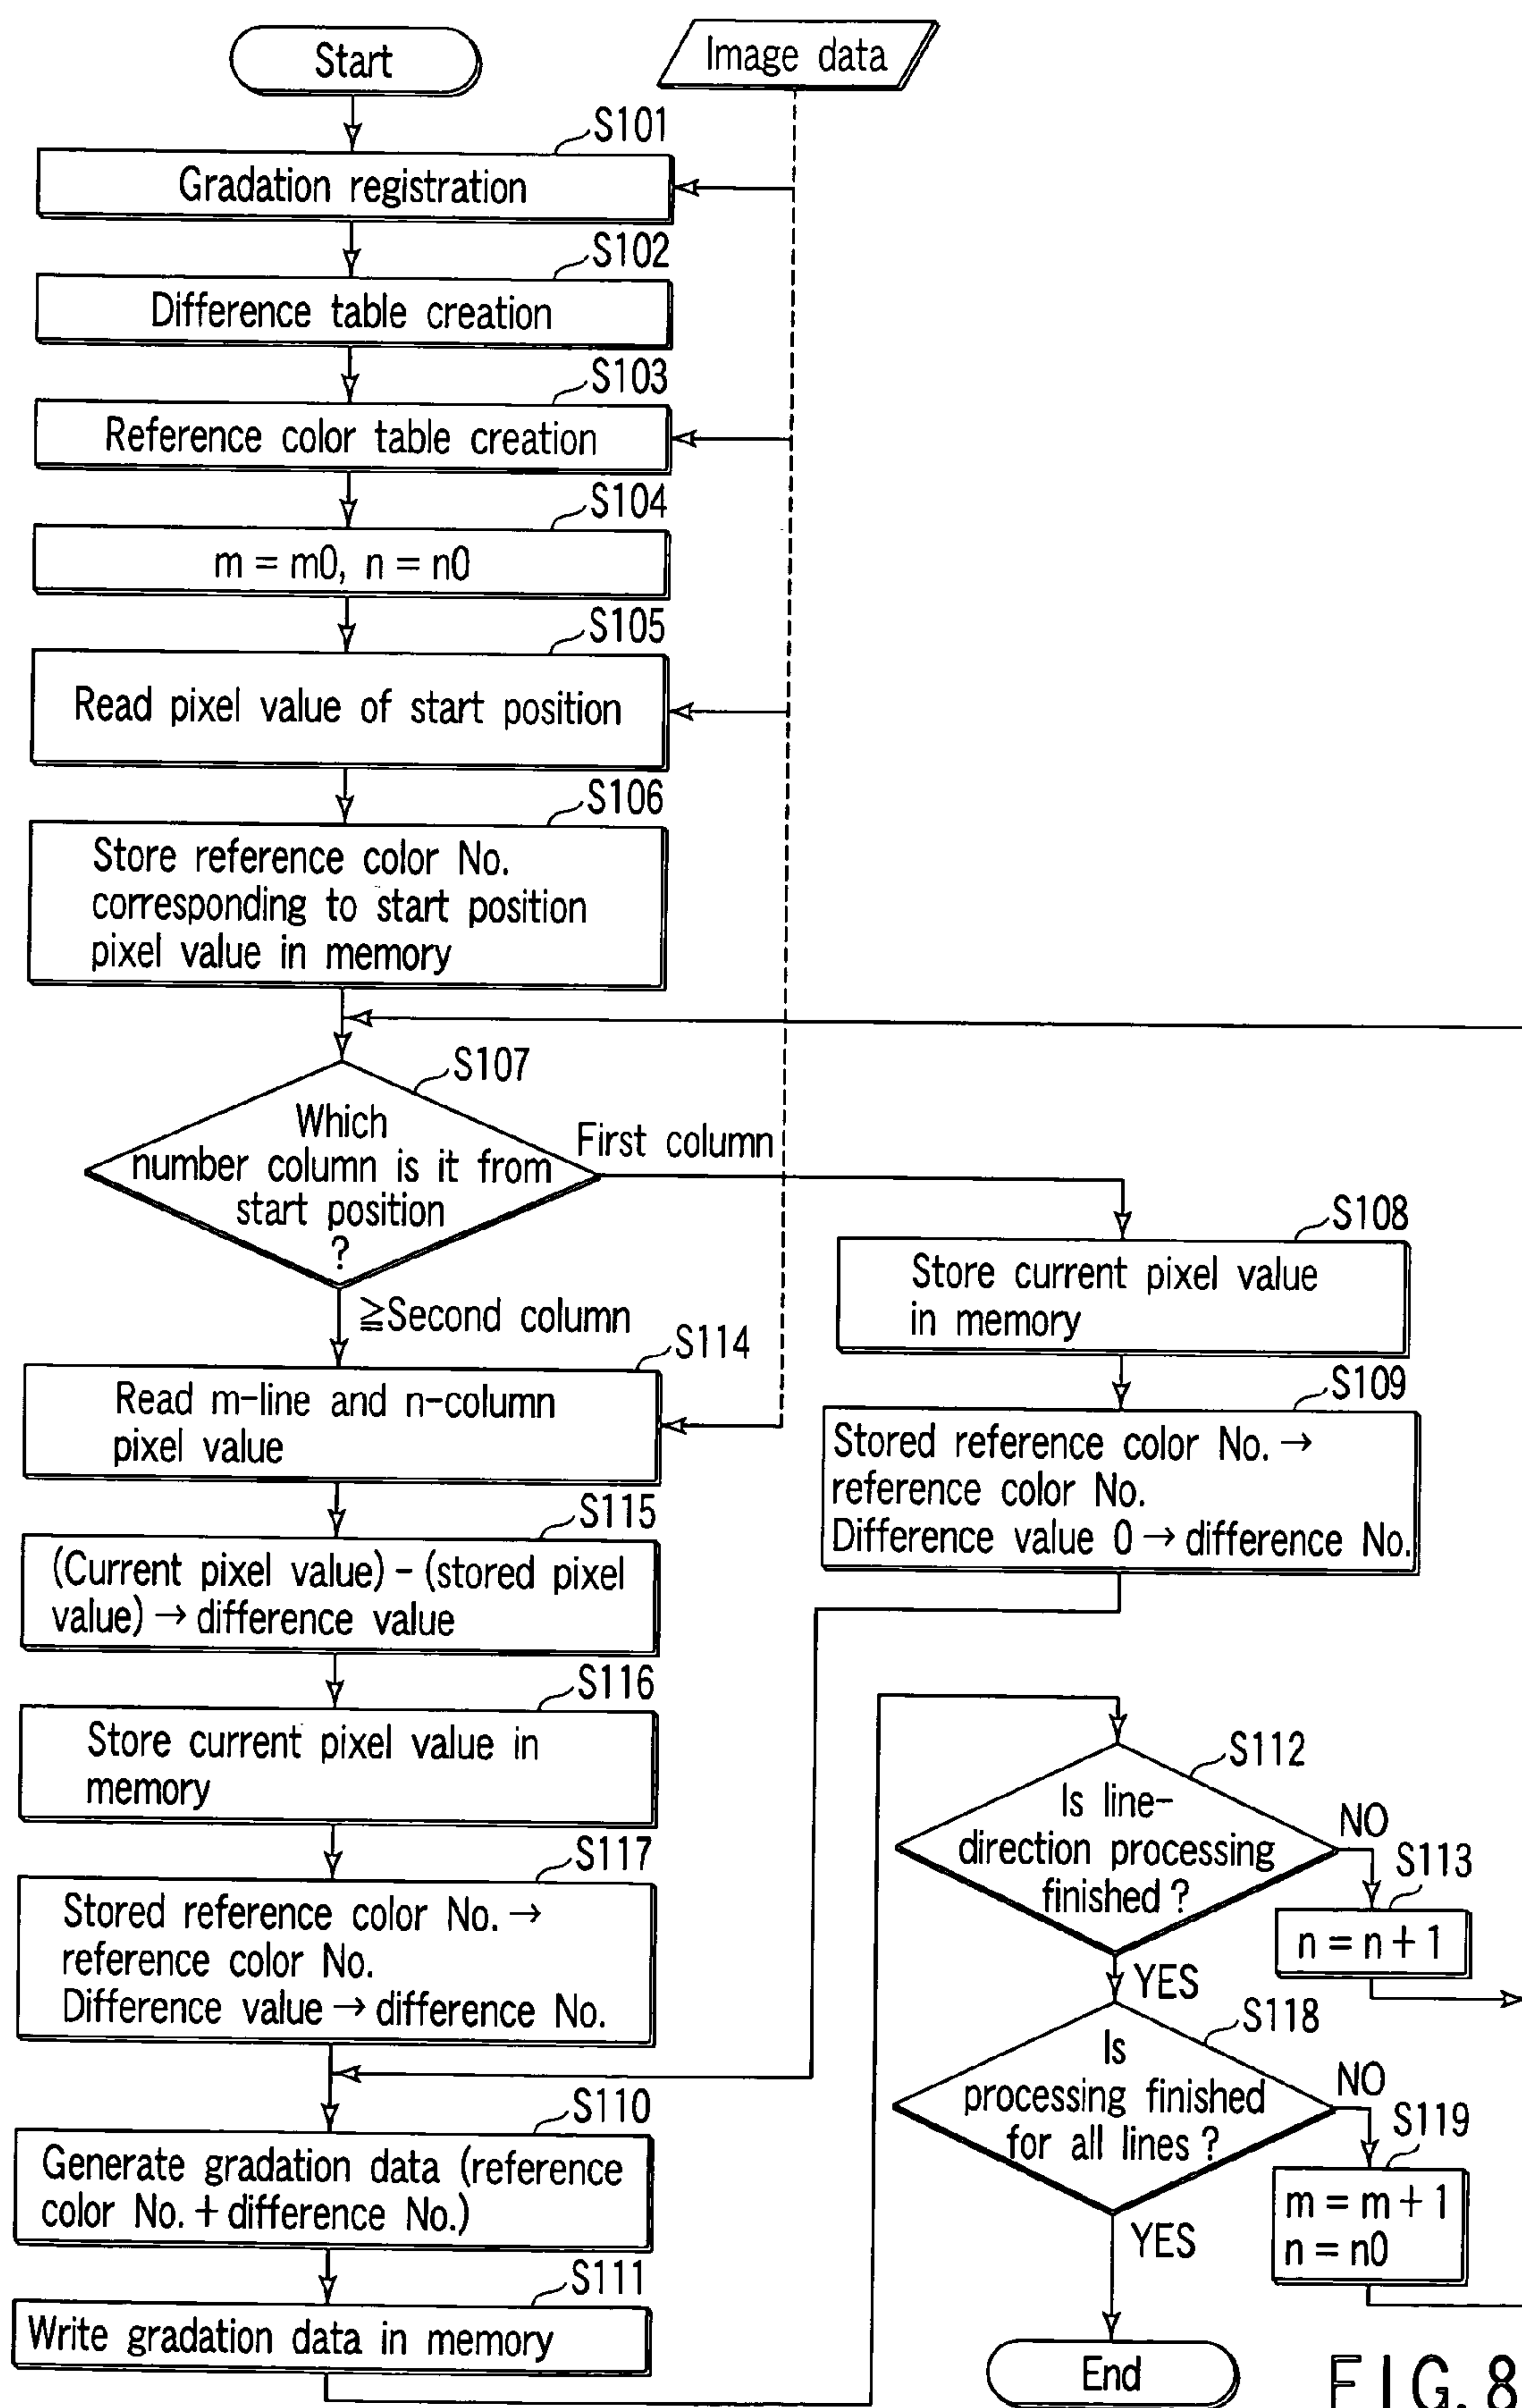 Start
Image data
S101
Gradation registration
S102
Difference table creation
S103
Reference color table creation
S104
m = m0, n = n0
S105
Read pixel value of start position
S106
Store reference color No.
corresponding to start position
pixel value in memory
S107
Which
number column is it from
start position
?
First column
≧Second column
S108
Store current pixel value
in memory
S109
Stored reference color No. →
reference color No.
Difference value 0 → difference No.
S114
Read m-line and n-column
pixel value
S115
(Current pixel value) - (stored pixel
value) → difference value
S116
Store current pixel value in
memory
S117
Stored reference color No. →
reference color No.
Difference value → difference No.
S110
Generate gradation data (reference
color No. + difference No.)
S111
Write gradation data in memory
S112
Is line-
direction processing
finished ?
NO
S113
n = n + 1
YES
S118
Is
processing finished
for all lines ?
NO
S119
m = m + 1
n = n0
YES
End
FIG. 8